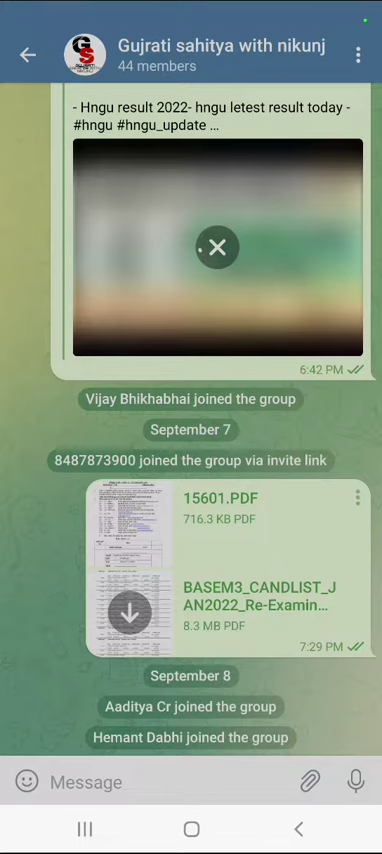 Gujrati sahitya with nikunj
44 members
- Hngu result 2022- hngu letest result today -
#hngu #hngu_update ...
6:42 PM
Vijay Bhikhabhai joined the group
September 7
8487873900 joined the group via invite link
15601.PDF
716.3 KB PDF
BASEM3_CANDLIST_J
AN2022_Re-Examin...
8.3 MB PDF
7:29 PM
September 8
Aaditya Cr joined the group
Hemant Dabhi joined the group
Message